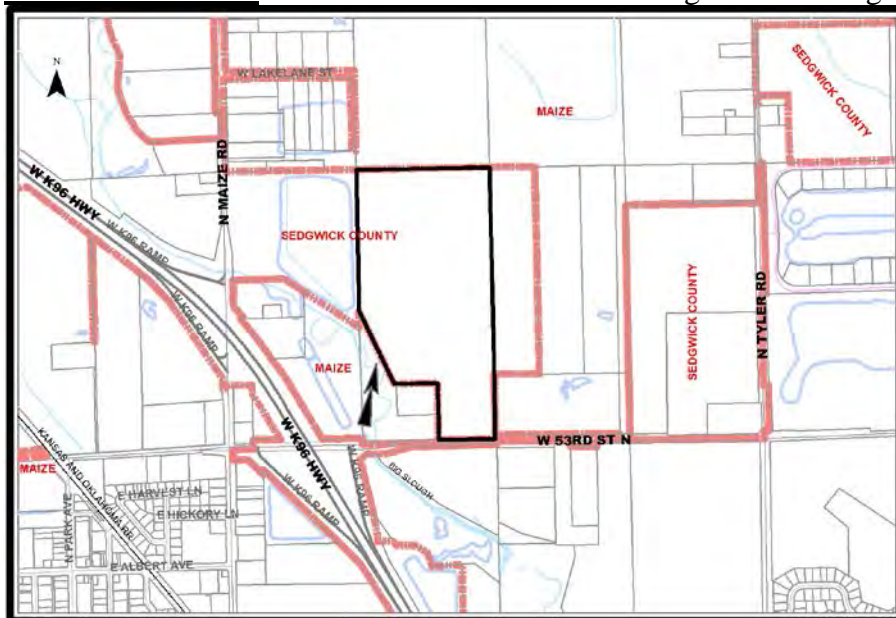 N
W LAKELANE ST
MAIZE
SEDGWICK COUNTY
N MAIZE RD
W K96 HWY
W K96 RAMP
SEDGWICK COUNTY
W K96 RAMP
N TYLER RD
SEDGWICK COUNTY
MAIZE
W K96 HWY
W 53RD ST N
KANSAS AND OKLAHOMA RR
MAIZE
W K96 RAMP
BIG SLOUGH
W K96 RAMP
E HARVEST LN
E HICKORY LN
N PARK AVE
E ALBERT AVE